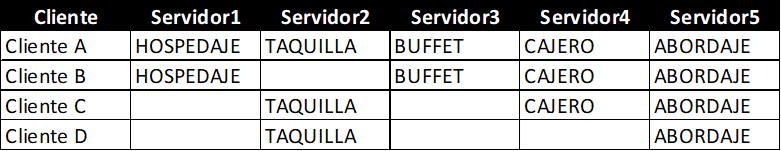 Cliente Servidor1 Servidor2 Servidor3 Servidor4 Servidor5
Cliente A HOSPEDAJE TAQUILLA BUFFET CAJERO ABORDAJE
Cliente B HOSPEDAJE BUFFET CAJERO ABORDAJE
Cliente C TAQUILLA CAJERO ABORDAJE
Cliente D TAQUILLA ABORDAJE